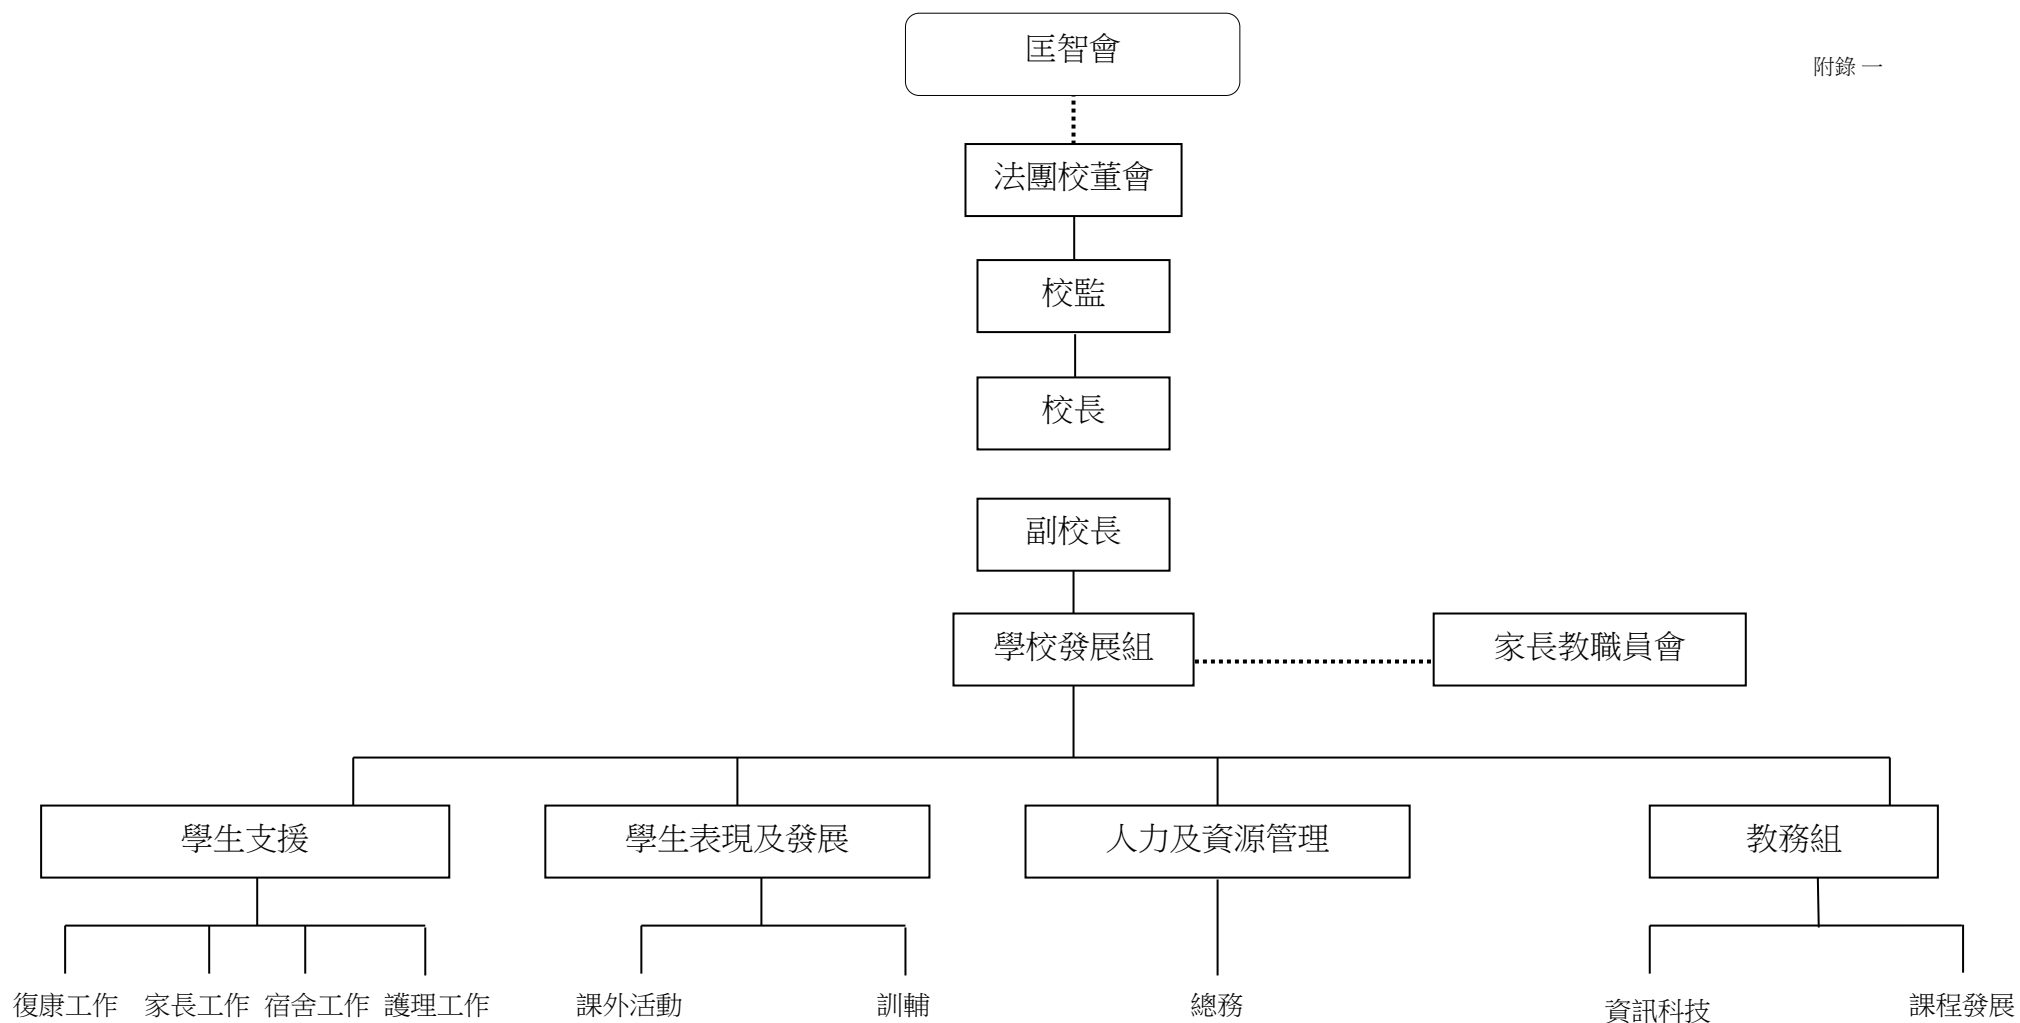 匡智會
附錄 一
法團校董會
校監
校長
副校長
學校發展組
家長教職員會
學生支援
學生表現及發展
人力及資源管理
教務組
復康工作
家長工作
宿舍工作
護理工作
課外活動
訓輔
總務
資訊科技
課程發展